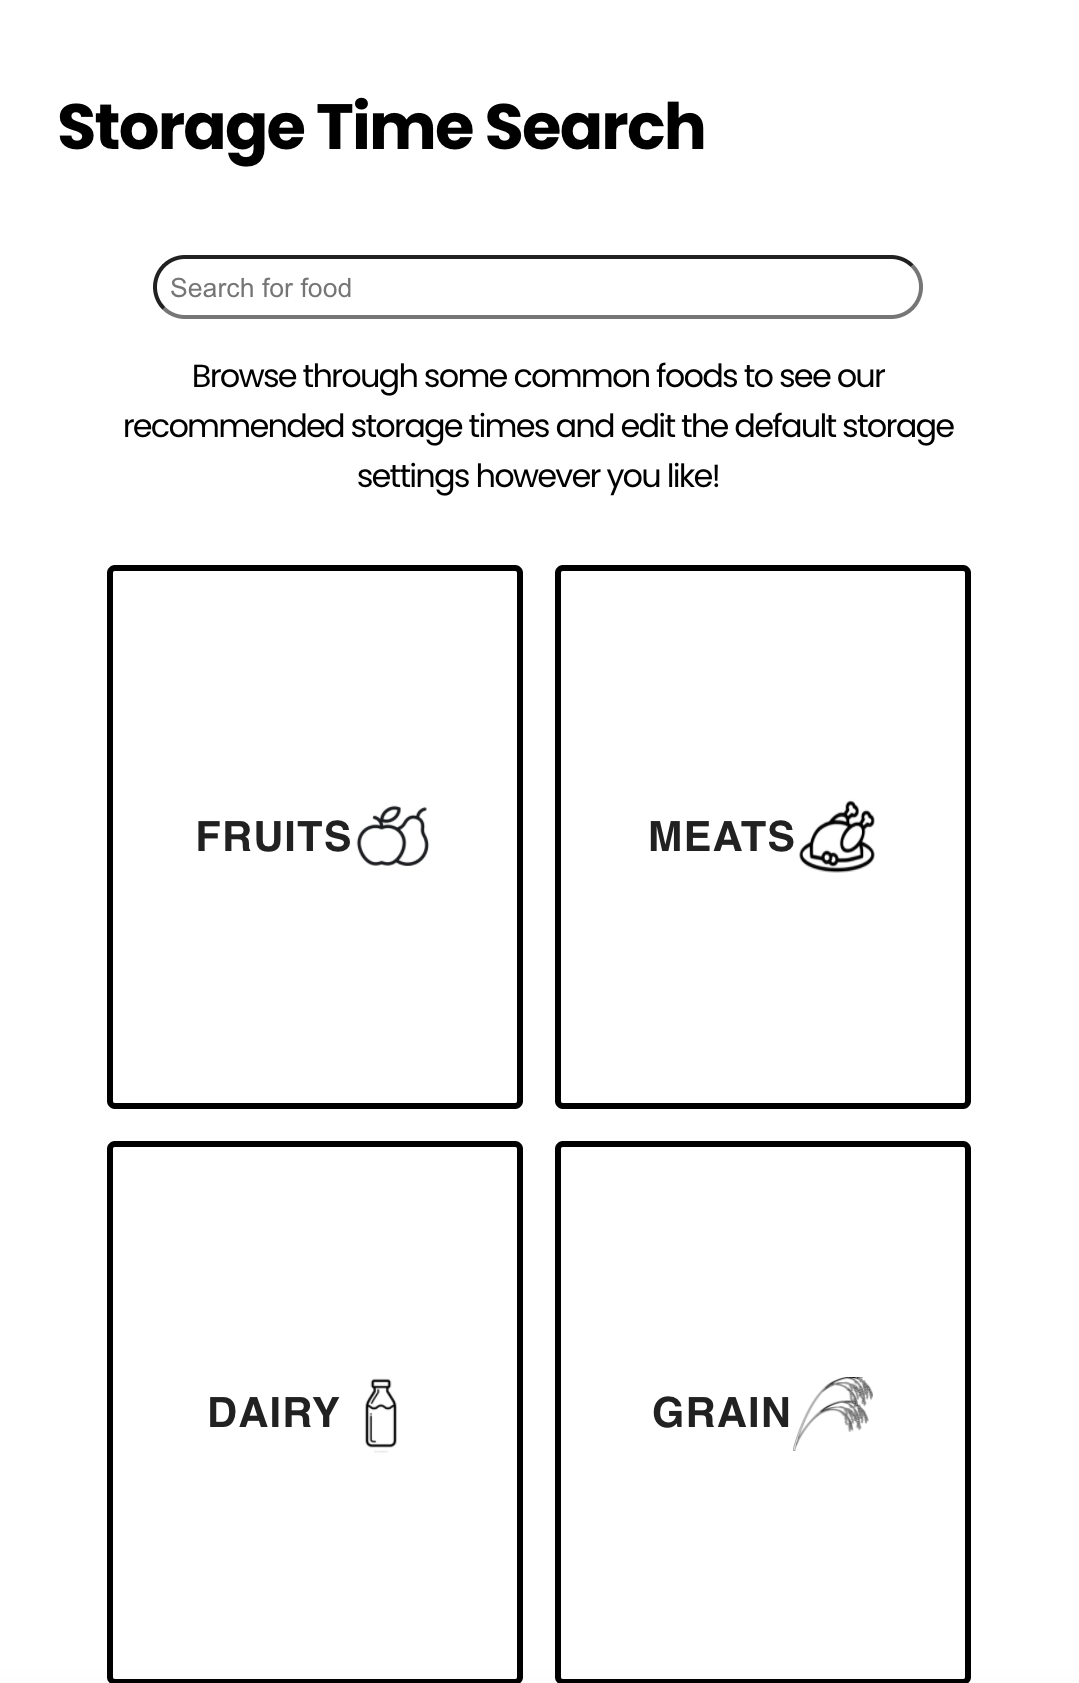 Storage Time Search
Search for food
Browse through some common foods to see our
recommended storage times and edit the default storage
settings however you like!
FRUITS
MEATS
DAIRY
GRAIN